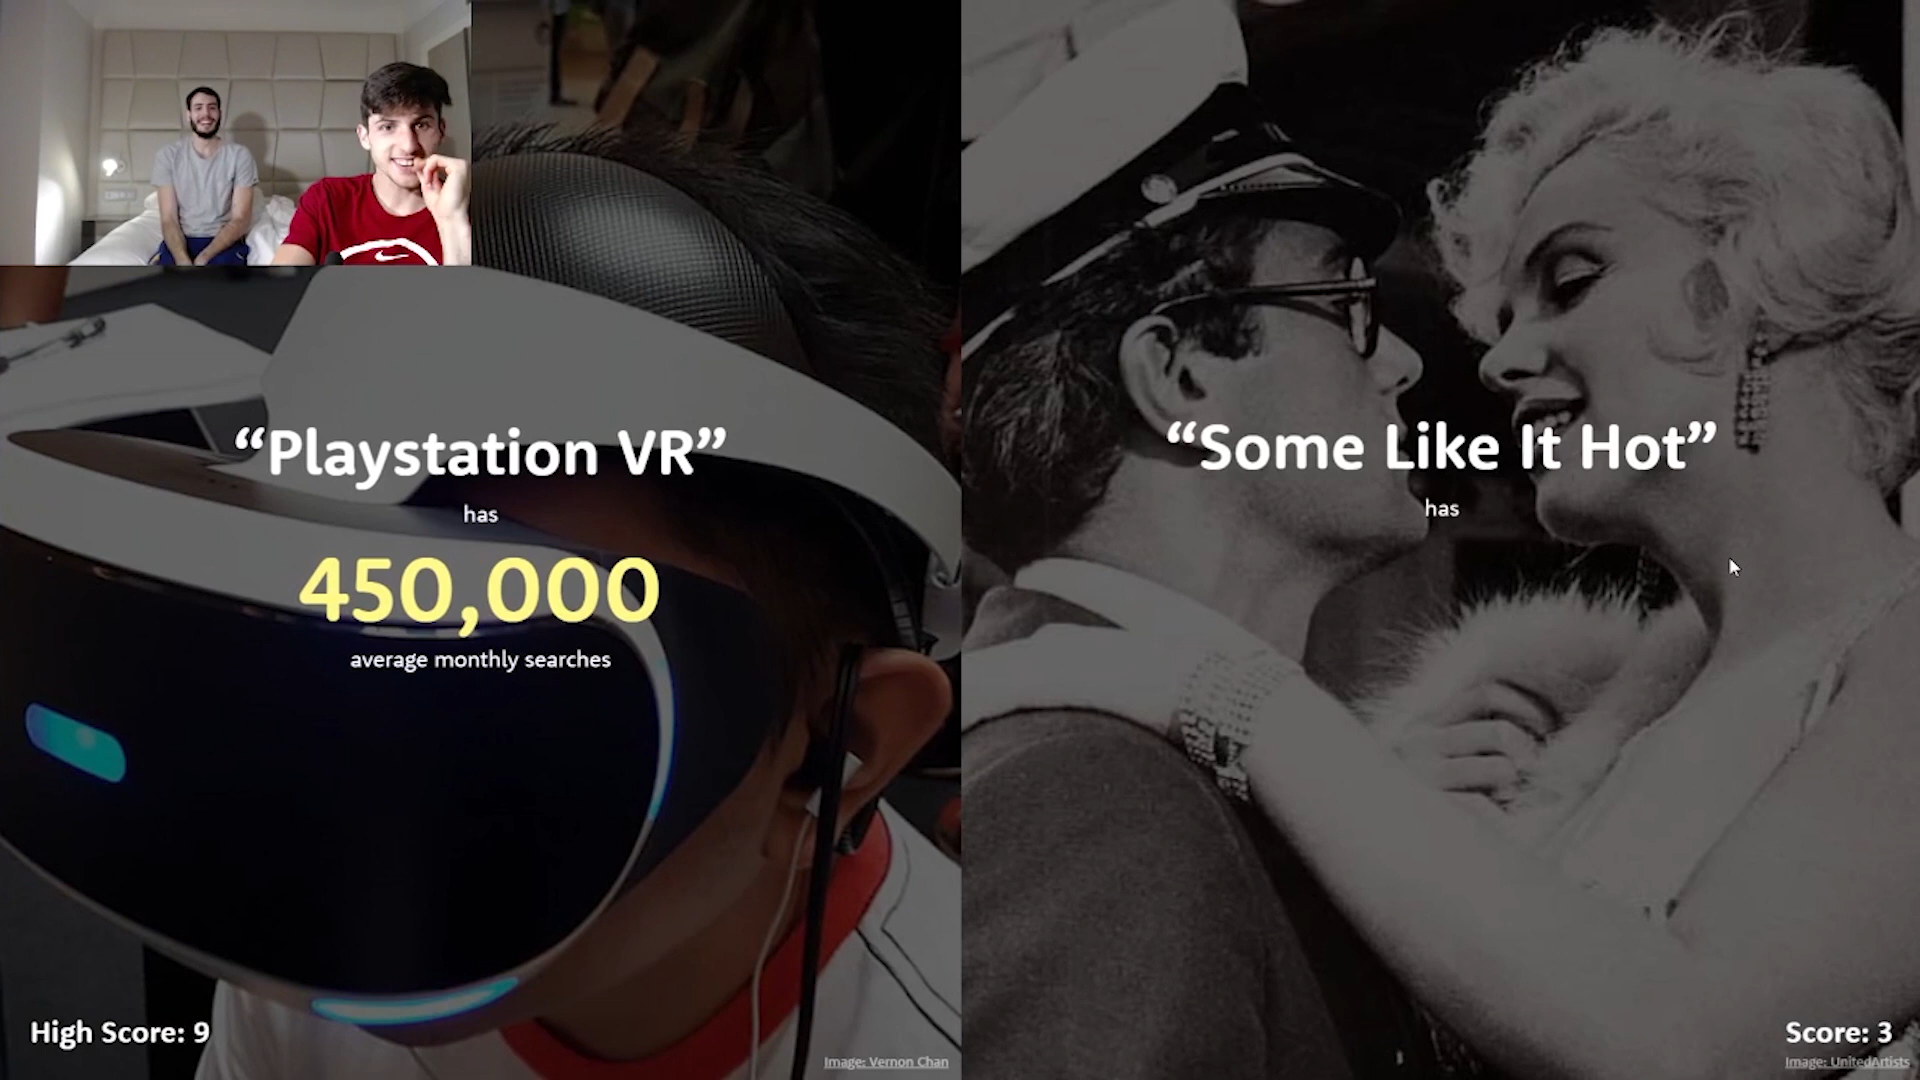 “Playstation VR”
has
450,000
average monthly searches
High Score: 9
Image: Vernon Chan
“Some Like It Hot”
has
Score: 3
Image: UnitedArtists